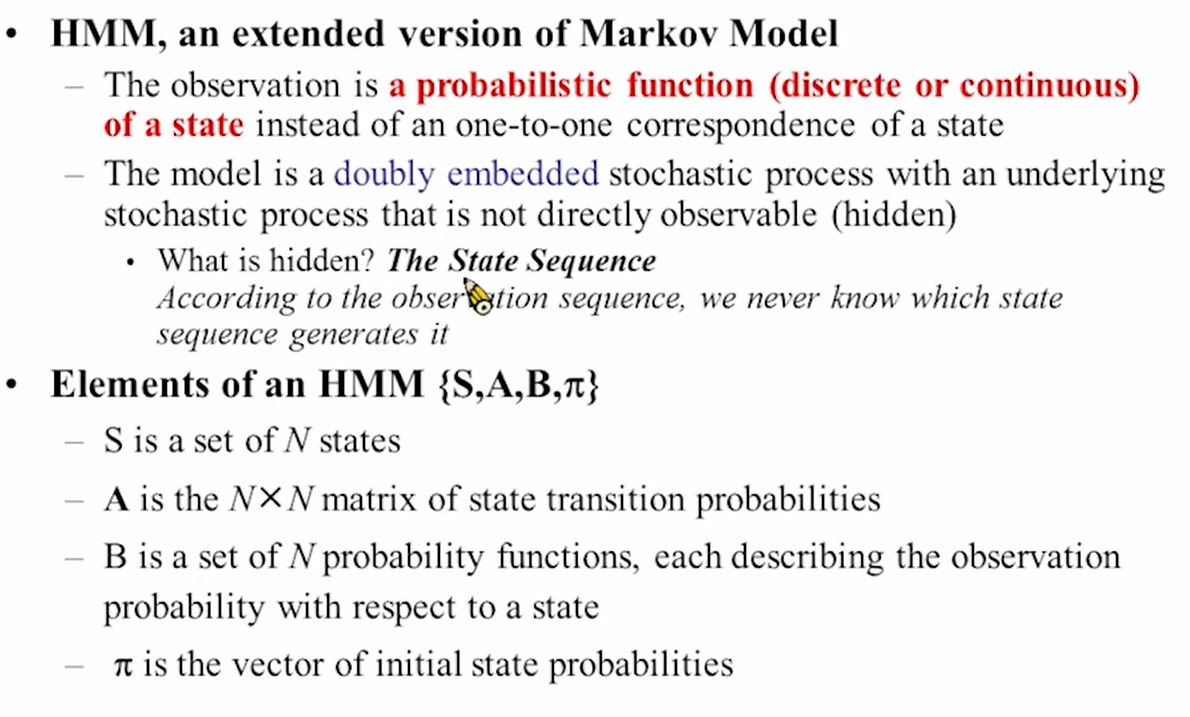 • HMM, an extended version of Markov Model
– The observation is a probabilistic function (discrete or continuous)
of a state instead of an one-to-one correspondence of a state
– The model is a doubly embedded stochastic process with an underlying
stochastic process that is not directly observable (hidden)
• What is hidden? The State Sequence
According to the observation sequence, we never know which state
sequence generates it
• Elements of an HMM {S,A,B,π}
– S is a set of N states
– A is the N×N matrix of state transition probabilities
– B is a set of N probability functions, each describing the observation
probability with respect to a state
– π is the vector of initial state probabilities